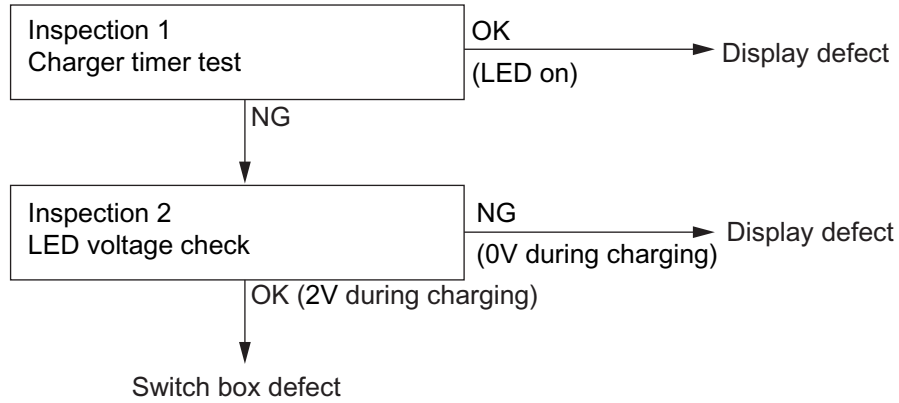 Inspection 1
Charger timer test
OK
(LED on)
Display defect
NG
Inspection 2
LED voltage check
NG
(0V during charging)
Display defect
OK (2V during charging)
Switch box defect